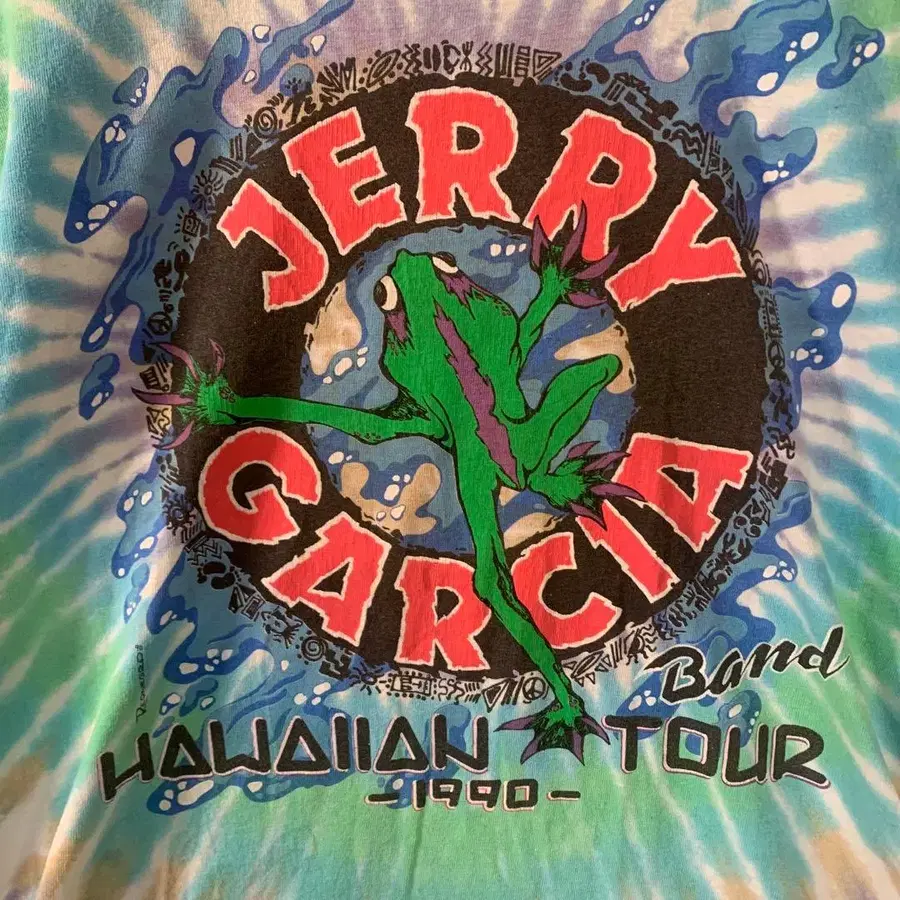 JERRY
GARCIA
Band
HAWAIIAN TOUR
-1990-